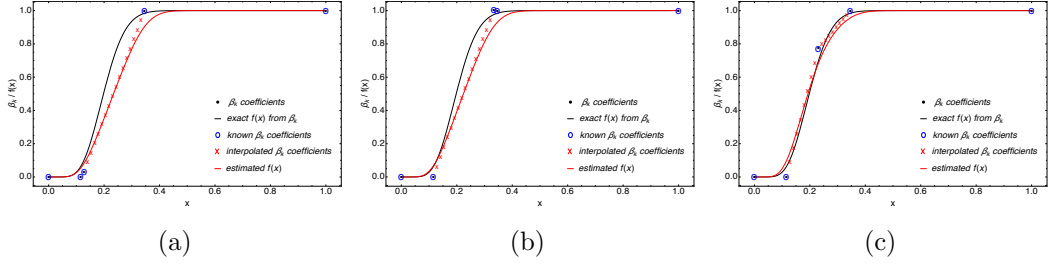 1.0
0.8
0.6
0.4
0.2
0.0
βₖ / f(x)
βₖ coefficients
exact f(x) from βₖ
known βₖ coefficients
interpolated βₖ coefficients
estimated f(x)
0.0 0.2 0.4 0.6 0.8 1.0
x
(a)
1.0
0.8
0.6
0.4
0.2
0.0
βₖ / f(x)
βₖ coefficients
exact f(x) from βₖ
known βₖ coefficients
interpolated βₖ coefficients
estimated f(x)
0.0 0.2 0.4 0.6 0.8 1.0
x
(b)
1.0
0.8
0.6
0.4
0.2
0.0
βₖ / f(x)
βₖ coefficients
exact f(x) from βₖ
known βₖ coefficients
interpolated βₖ coefficients
estimated f(x)
0.0 0.2 0.4 0.6 0.8 1.0
x
(c)